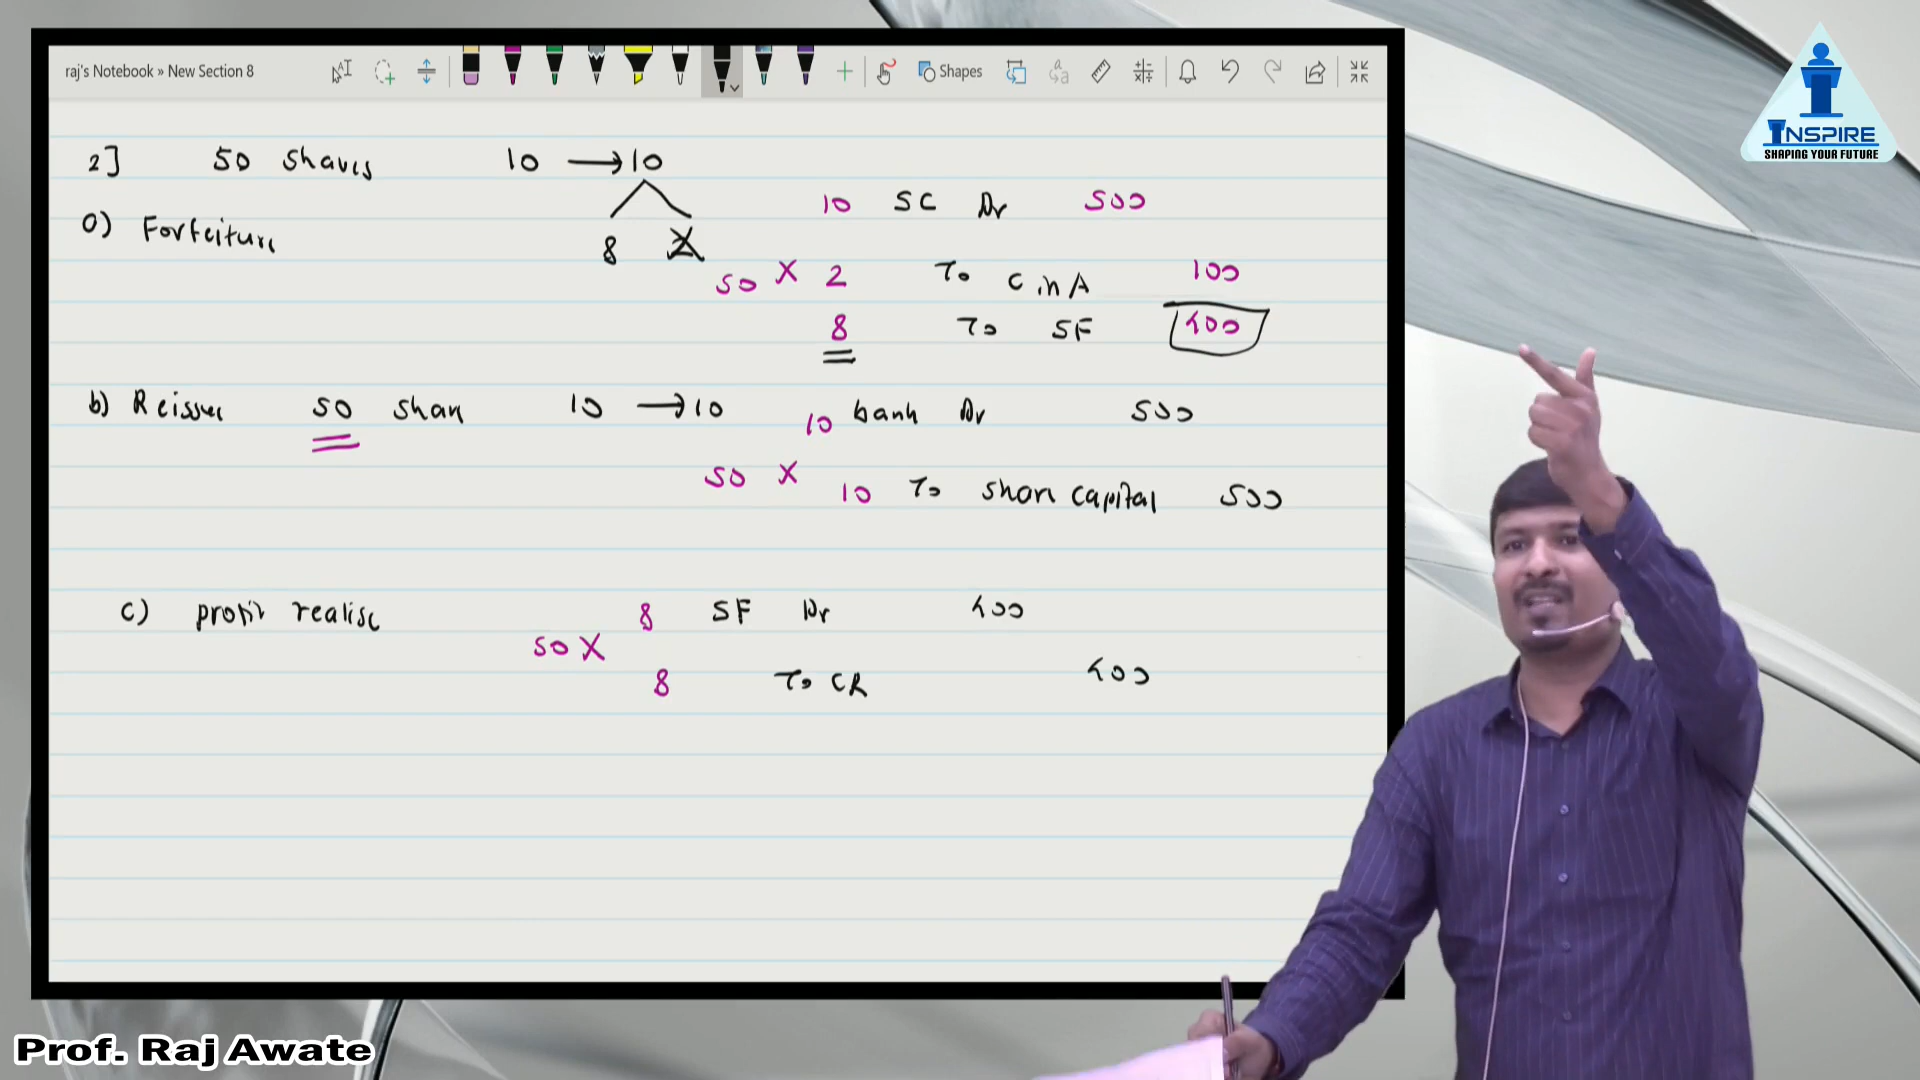 raj's Notebook » New Section 8
Shapes
INSPIRE
SHAPING YOUR FUTURE
2] 50 shares 10 → 10
8 2
10 SC Dr 500
a) Forfeiture
50 X 2 To C in A 100
8 To SF 400
b) Reissue 50 share 10 → 10
10 bank Dr 500
50 X
10 To share capital 500
c) profit realise 8 SF Dr 400
50 X
8 To CR 400
Prof. Raj Awate